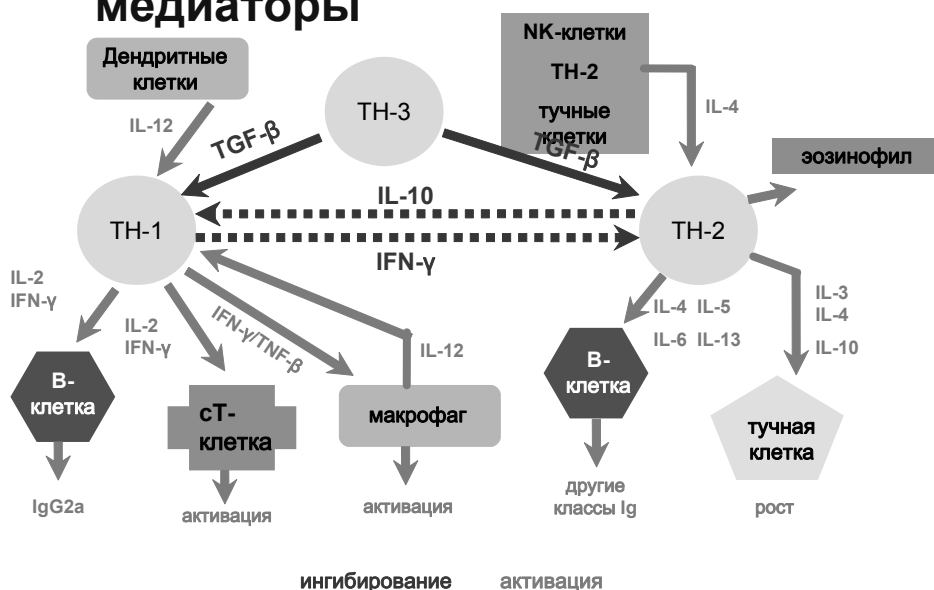 медиаторы
Дендритные
клетки
NK-клетки
TH-2
тучные
клетки
TH-3
IL-4
IL-12
TGF-β
TGF-β
эозинофил
IL-10
TH-1
TH-2
IFN-γ
IL-2
IFN-γ
IL-2
IFN-γ
IFN-γ/TNF-β
IL-12
IL-4 IL-5
IL-6 IL-13
IL-3
IL-4
IL-10
В-
клетка
сТ-
клетка
макрофаг
В-
клетка
тучная
клетка
IgG2a
активация
активация
другие
классы Ig
рост
ингибирование активация